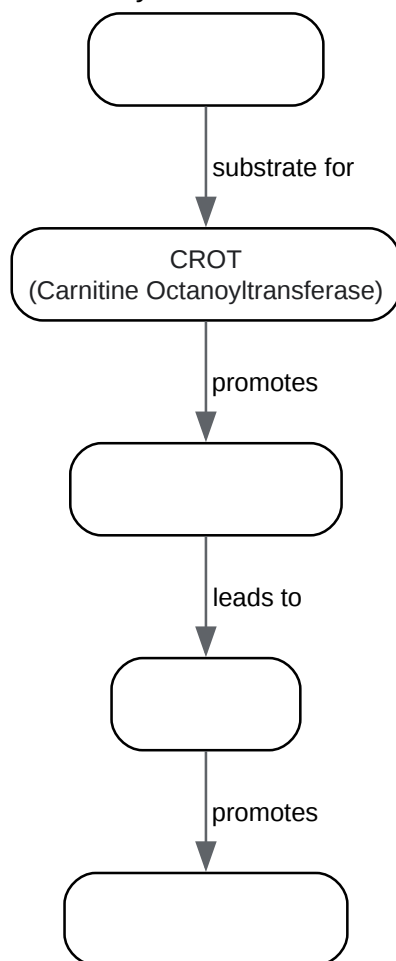 substrate for
CROT
(Carnitine Octanoyltransferase)
promotes
leads to
promotes